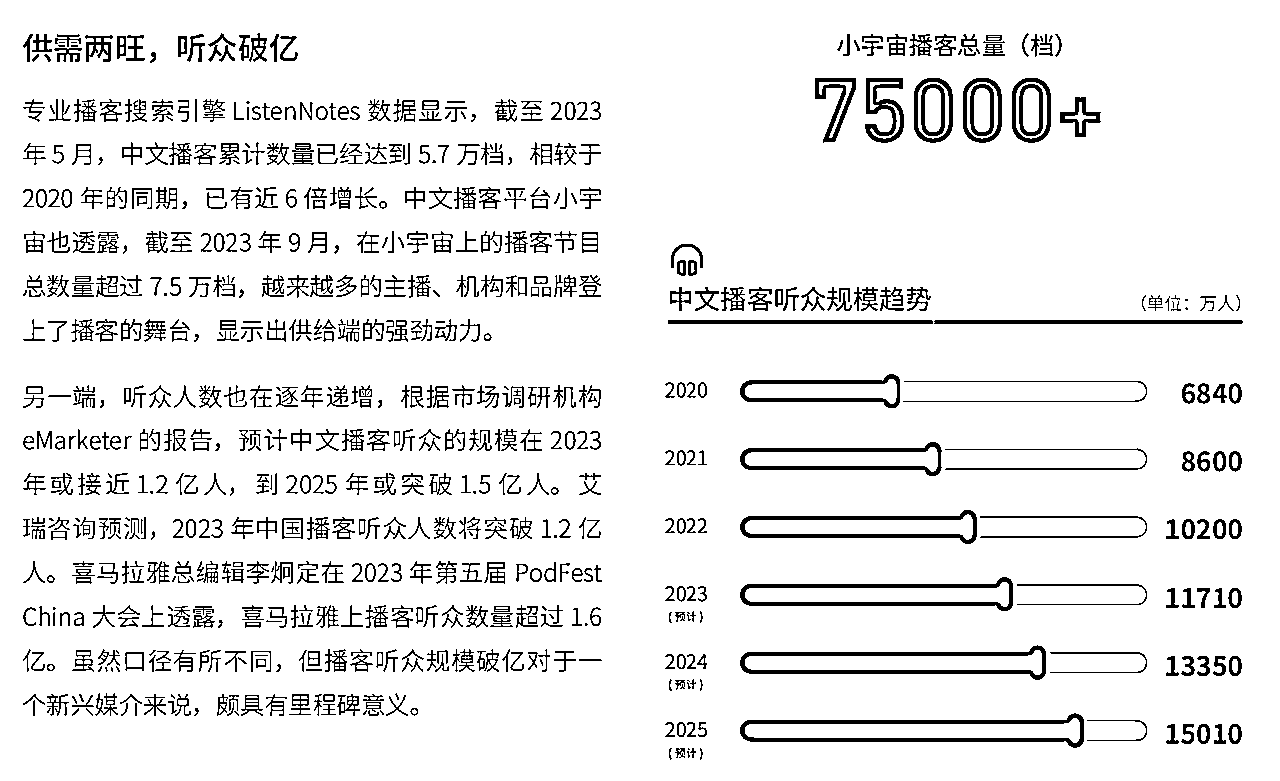 供需两旺，听众破亿
专业播客搜索引擎 ListenNotes 数据显示，截至 2023
年 5 月，中文播客累计数量已经达到 5.7 万档，相较于
2020 年的同期，已有近 6 倍增长。中文播客平台小宇
宙也透露，截至 2023 年 9 月，在小宇宙上的播客节目
总数量超过 7.5 万档，越来越多的主播、机构和品牌登
上了播客的舞台，显示出供给端的强劲动力。
另一端，听众人数也在逐年递增，根据市场调研机构
eMarketer 的报告，预计中文播客听众的规模在 2023
年或接近 1.2 亿人，到 2025 年或突破 1.5 亿人。艾
瑞咨询预测，2023 年中国播客听众人数将突破 1.2 亿
人。喜马拉雅总编辑李炯定在 2023 年第五届 PodFest
China 大会上透露，喜马拉雅上播客听众数量超过 1.6
亿。虽然口径有所不同，但播客听众规模破亿对于一
个新兴媒介来说，颇具有里程碑意义。
小宇宙播客总量（档）
75000+
中文播客听众规模趋势
（单位：万人）
2020 6840
2021 8600
2022 10200
2023 11710
（预计）
2024 13350
（预计）
2025 15010
（预计）